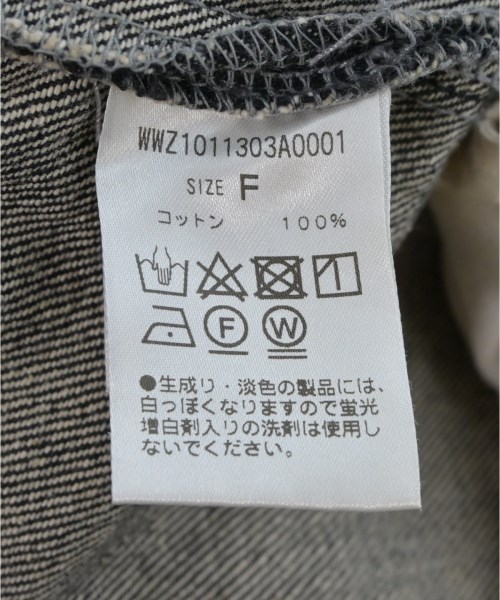 WWZ1011303A0001
SIZE F
コットン 100%
F W
●生成リ・淡色の製品には、
白っぽくなりますので蛍光
増白剤入りの洗剤は使用し
ないでください。